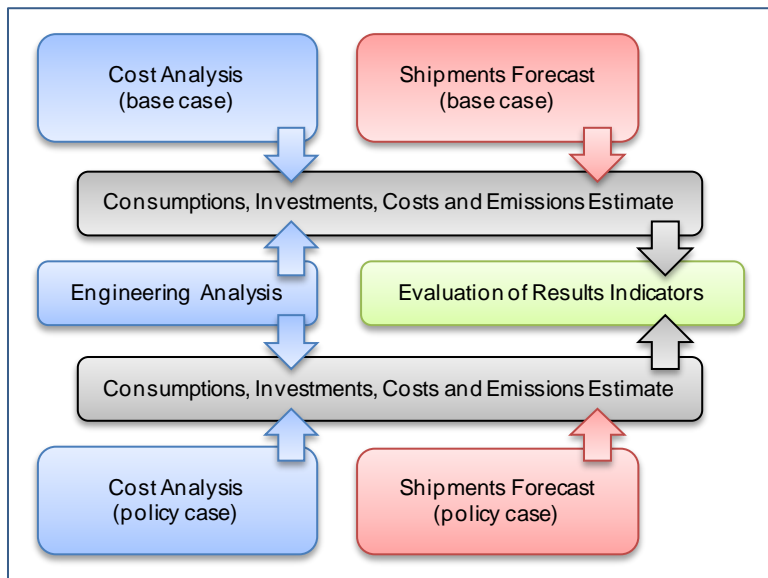 Cost Analysis
(base case)
Shipments Forecast
(base case)
Consumptions, Investments, Costs and Emissions Estimate
Engineering Analysis
Evaluation of Results Indicators
Consumptions, Investments, Costs and Emissions Estimate
Cost Analysis
(policy case)
Shipments Forecast
(policy case)